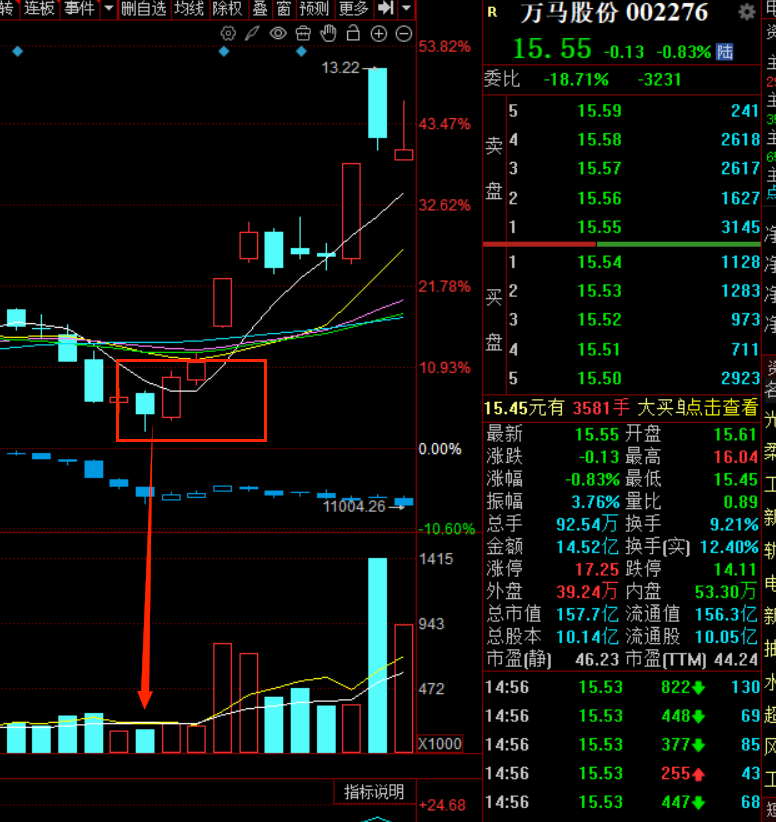 转 连板 事件 删自选 均线 除权 叠 窗 预测 更多
R 万马股份 002276
15.55 -0.13 -0.83% 陆
委比 -18.71% -3231
卖盘
5 15.59 241
4 15.58 2618
3 15.57 2617
2 15.56 1627
1 15.55 3145
买盘
1 15.54 1128
2 15.53 1283
3 15.52 973
4 15.51 711
5 15.50 2923
15.45元有 3581手 大买单点击查看
最新 15.55 开盘 15.61
涨跌 -0.13 最高 16.04
涨幅 -0.83% 最低 15.45
振幅 3.76% 量比 0.89
总手 92.54万 换手 9.21%
金额 14.52亿 换手(实) 12.40%
涨停 17.25 跌停 14.11
外盘 39.24万 内盘 53.30万
总市值 157.7亿 流通值 156.3亿
总股本 10.14亿 流通股 10.05亿
市盈(静) 46.23 市盈(TTM) 44.24
14:56 15.53 822 130
14:56 15.53 448 69
14:56 15.53 377 85
14:56 15.53 255 43
14:56 15.53 447 68
53.82%
13.22
43.47%
32.62%
21.78%
10.93%
0.00%
11004.26
-10.60%
1415
943
472
X1000
指标说明
+24.68